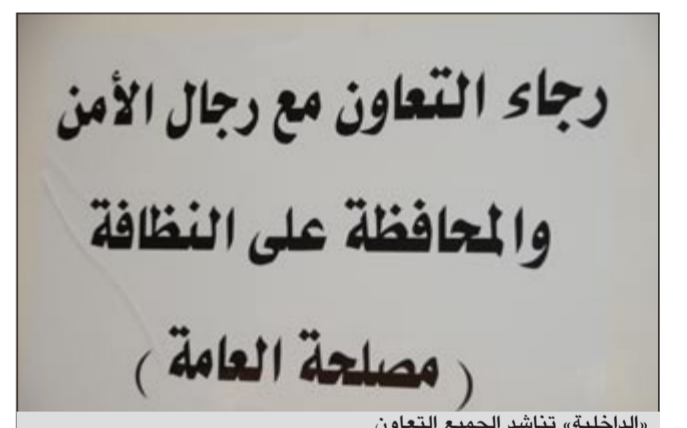 رجاء التعاون مع رجال الأمن
والمحافظة على النظافة
( مصلحة العامة )
«الداخلية» تناشد الجميع التعاون